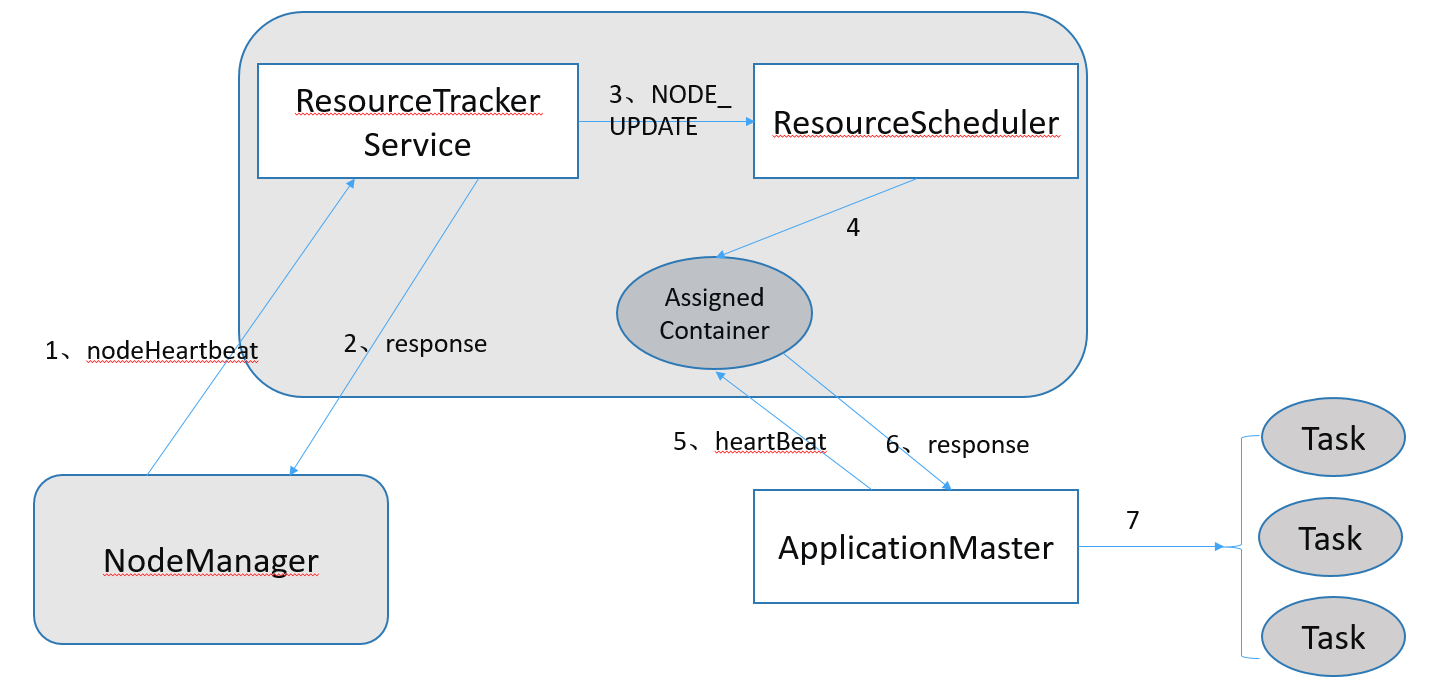 ResourceTracker
Service
3、NODE_
UPDATE
ResourceScheduler
4
Assigned
Container
1、nodeHeartbeat
2、response
5、heartBeat
6、response
NodeManager
ApplicationMaster
7
Task
Task
Task